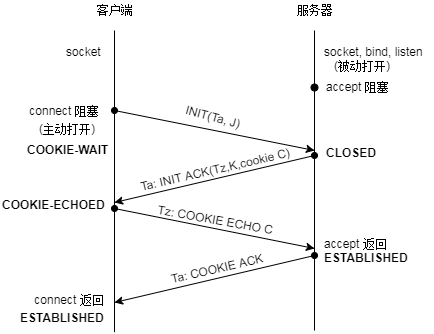 客户端
服务器
socket
socket, bind, listen
(被动打开)
accept 阻塞
connect 阻塞
(主动打开)
COOKIE-WAIT
INIT(Ta, J)
CLOSED
Ta: INIT ACK(Tz,K,cookie C)
COOKIE-ECHOED
Tz: COOKIE ECHO C
accept 返回
ESTABLISHED
Ta: COOKIE ACK
connect 返回
ESTABLISHED